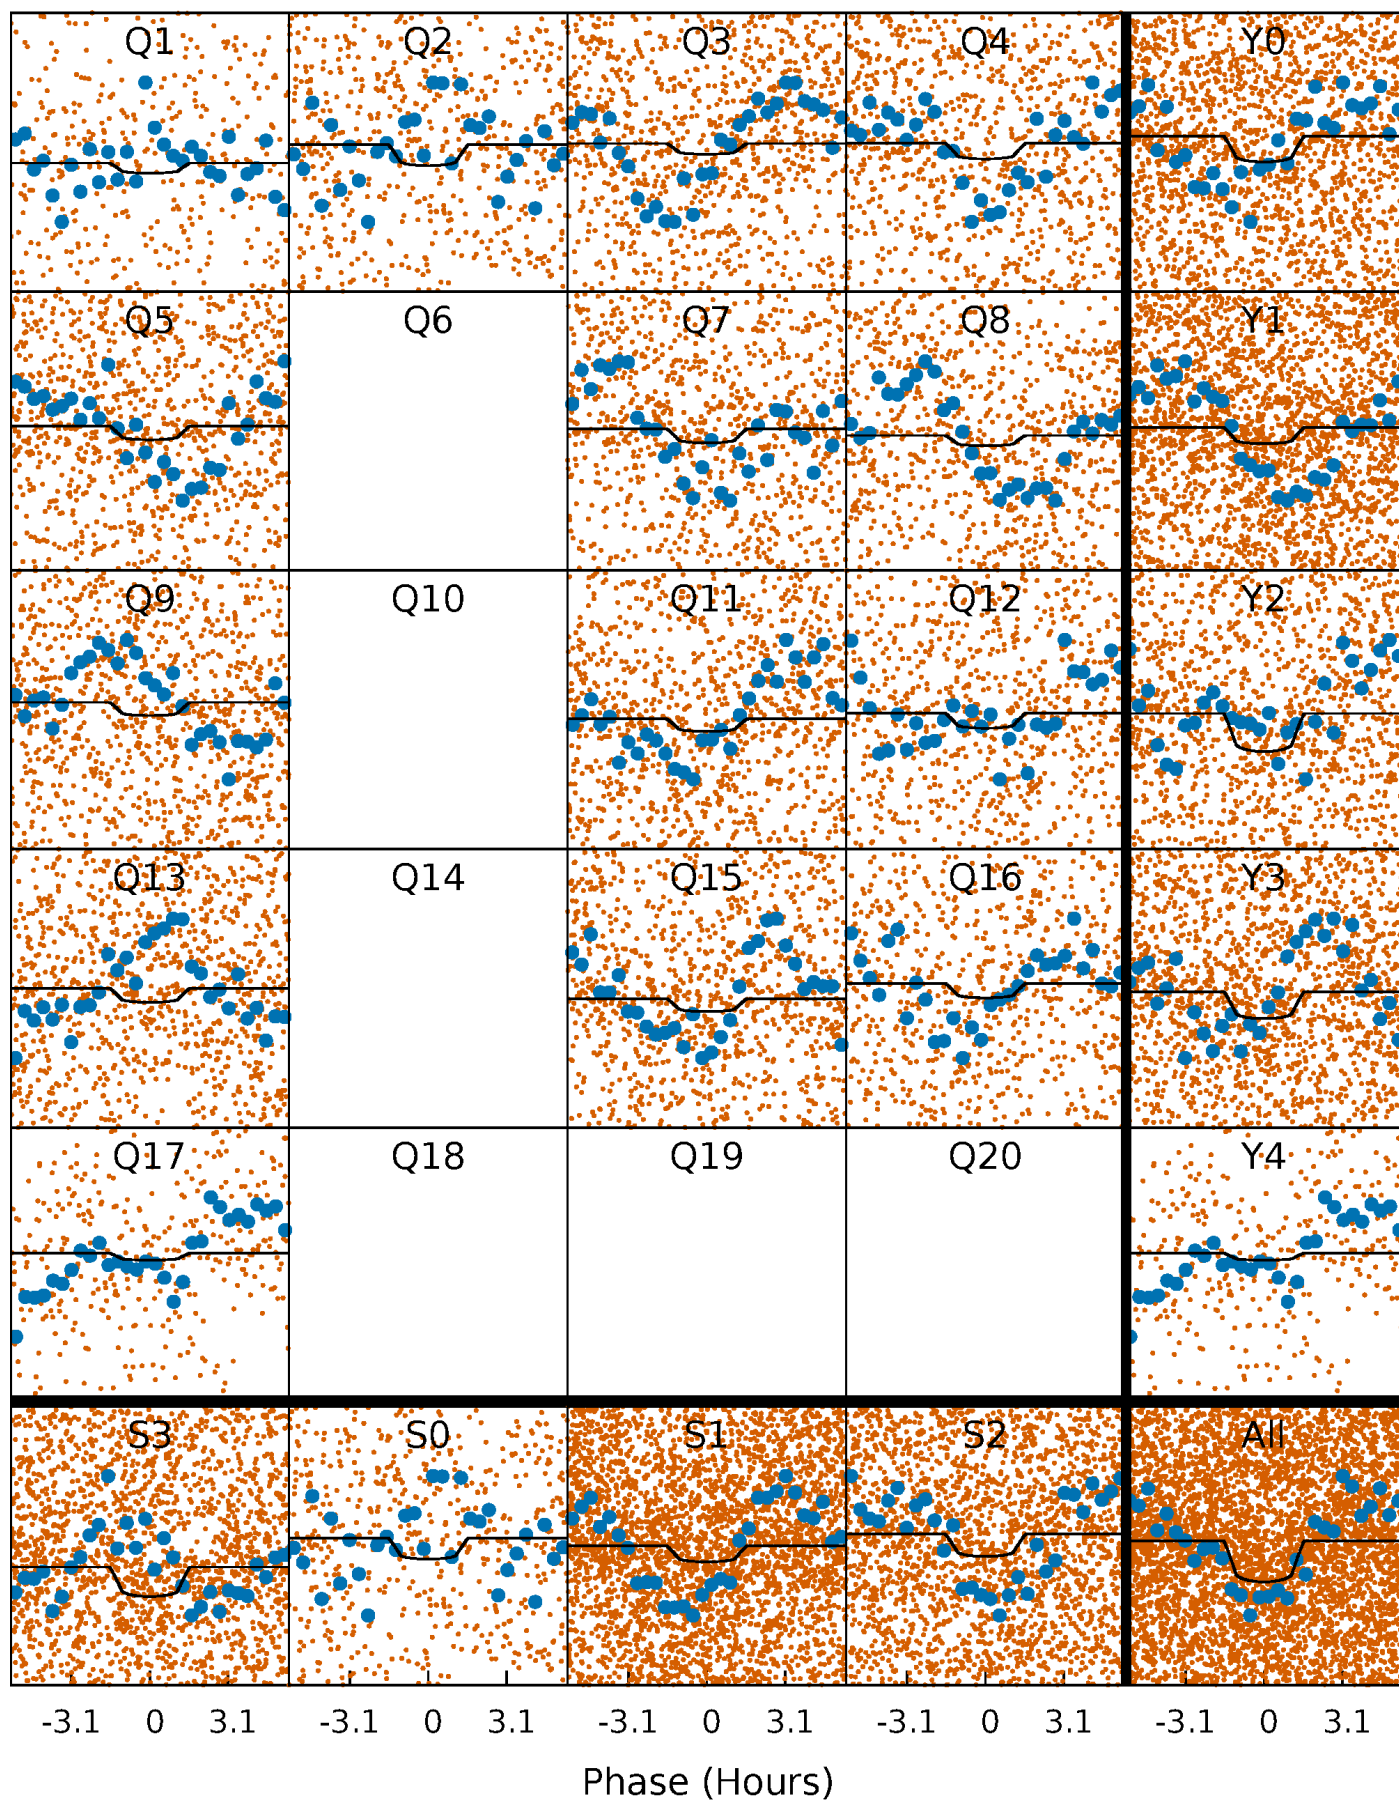 Q1 Q2 Q3 Q4 Y0
Q5 Q6 Q7 Q8 Y1
Q9 Q10 Q11 Q12 Y2
Q13 Q14 Q15 Q16 Y3
Q17 Q18 Q19 Q20 Y4
S3 S0 S1 S2 All
-3.1 0 3.1 -3.1 0 3.1 -3.1 0 3.1 -3.1 0 3.1 -3.1 0 3.1
Phase (Hours)